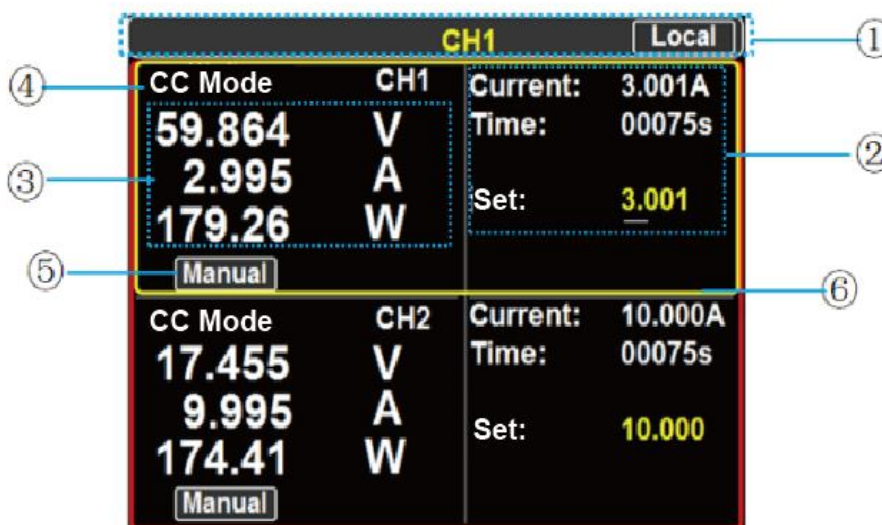 CH1 Local ①
④ CC Mode CH1 Current: 3.001A
59.864 V Time: 00075s ②
③ 2.995 A
179.26 W Set: 3.001
⑤ Manual ⑥
CC Mode CH2 Current: 10.000A
17.455 V Time: 00075s
9.995 A
174.41 W Set: 10.000
Manual